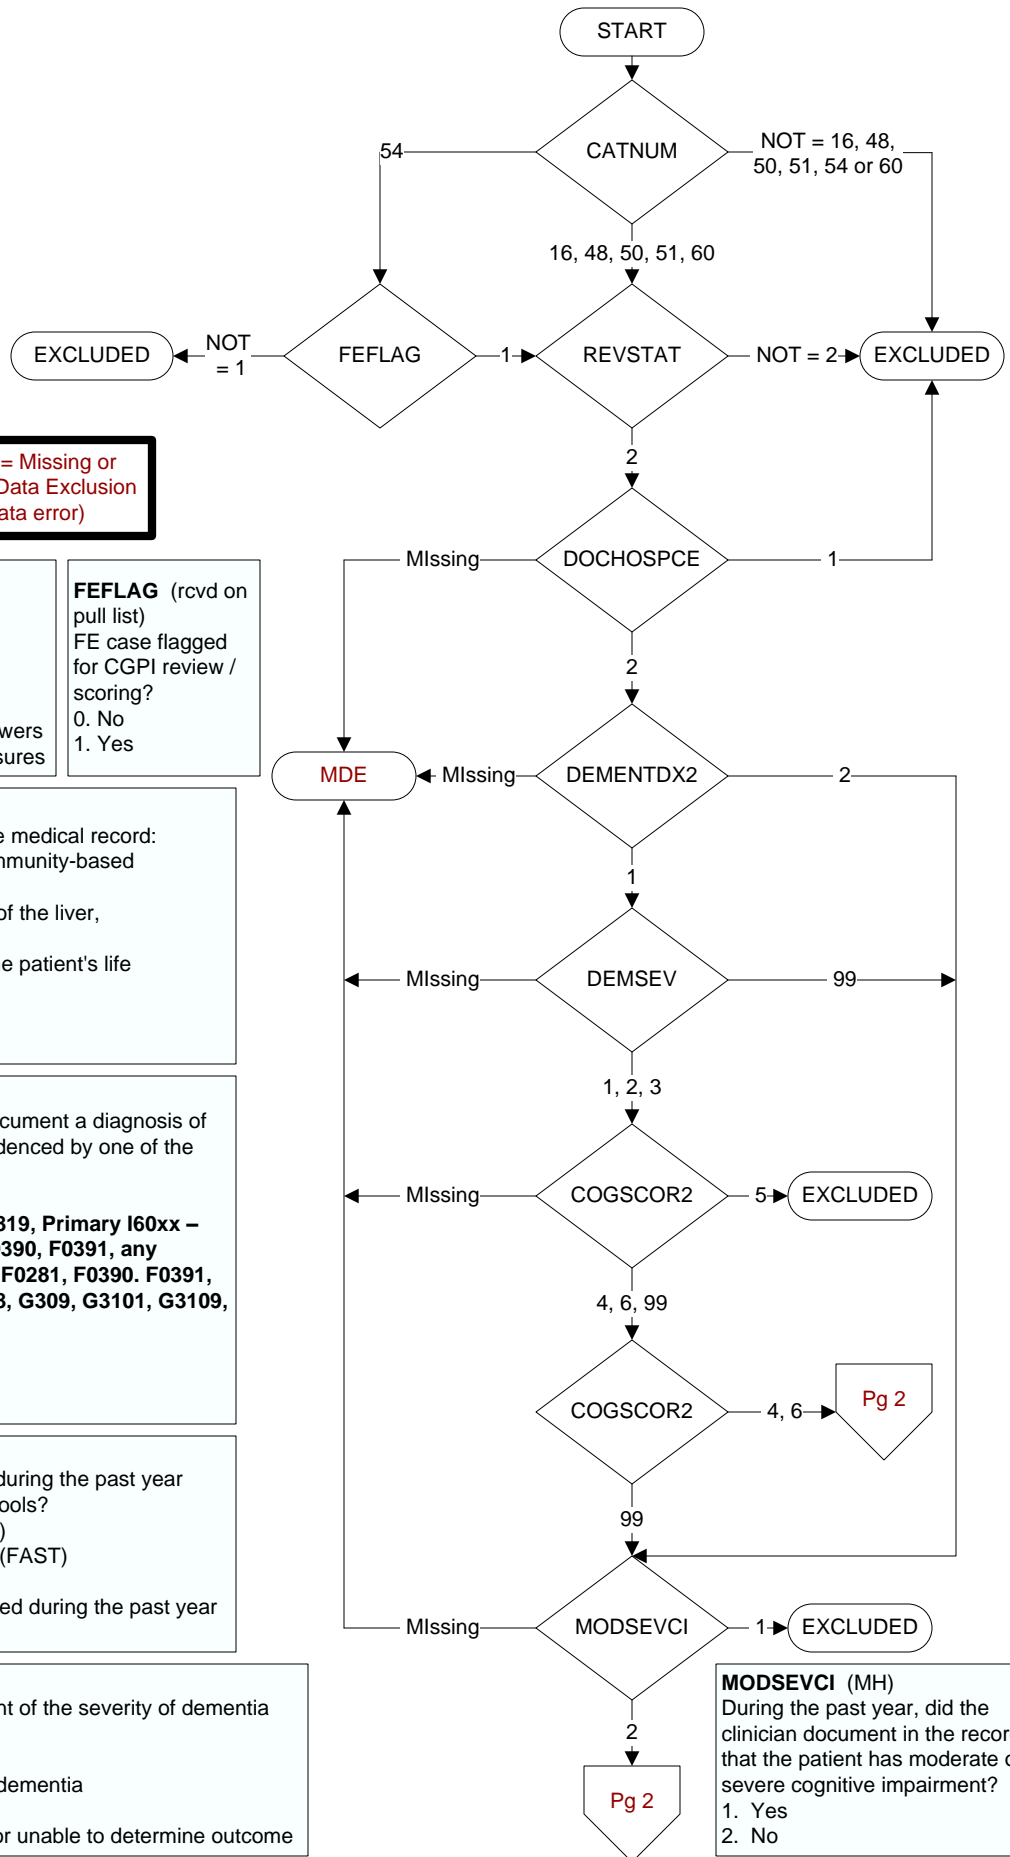 START
CATNUM
54
NOT = 16, 48,
50, 51, 54 or 60
16, 48, 50, 51, 60
EXCLUDED
NOT
= 1
FEFLAG
1
REVSTAT
NOT = 2
EXCLUDED
2
= Missing or
Data Exclusion
ata error)
MIssing
DOCHOSPCE
1
FEFLAG (rcvd on
pull list)
FE case flagged
for CGPI review /
scoring?
0. No
1. Yes
wers
sures
2
MDE
MIssing
DEMENTDX2
2
e medical record:
mmunity-based
of the liver,
ne patient's life
1
MIssing
DEMSEV
99
1, 2, 3
cument a diagnosis of
denced by one of the
319, Primary I60xx –
0390, F0391, any
F0281, F0390. F0391,
3, G309, G3101, G3109,
MIssing
COGSCOR2
5
EXCLUDED
4, 6, 99
COGSCOR2
4, 6
Pg 2
during the past year
ools?
)
(FAST)
ed during the past year
99
MIssing
MODSEVCI
1
EXCLUDED
nt of the severity of dementia
dementia
or unable to determine outcome
2
Pg 2
MODSEVCI (MH)
During the past year, did the
clinician document in the recor
that the patient has moderate o
severe cognitive impairment?
1. Yes
2. No